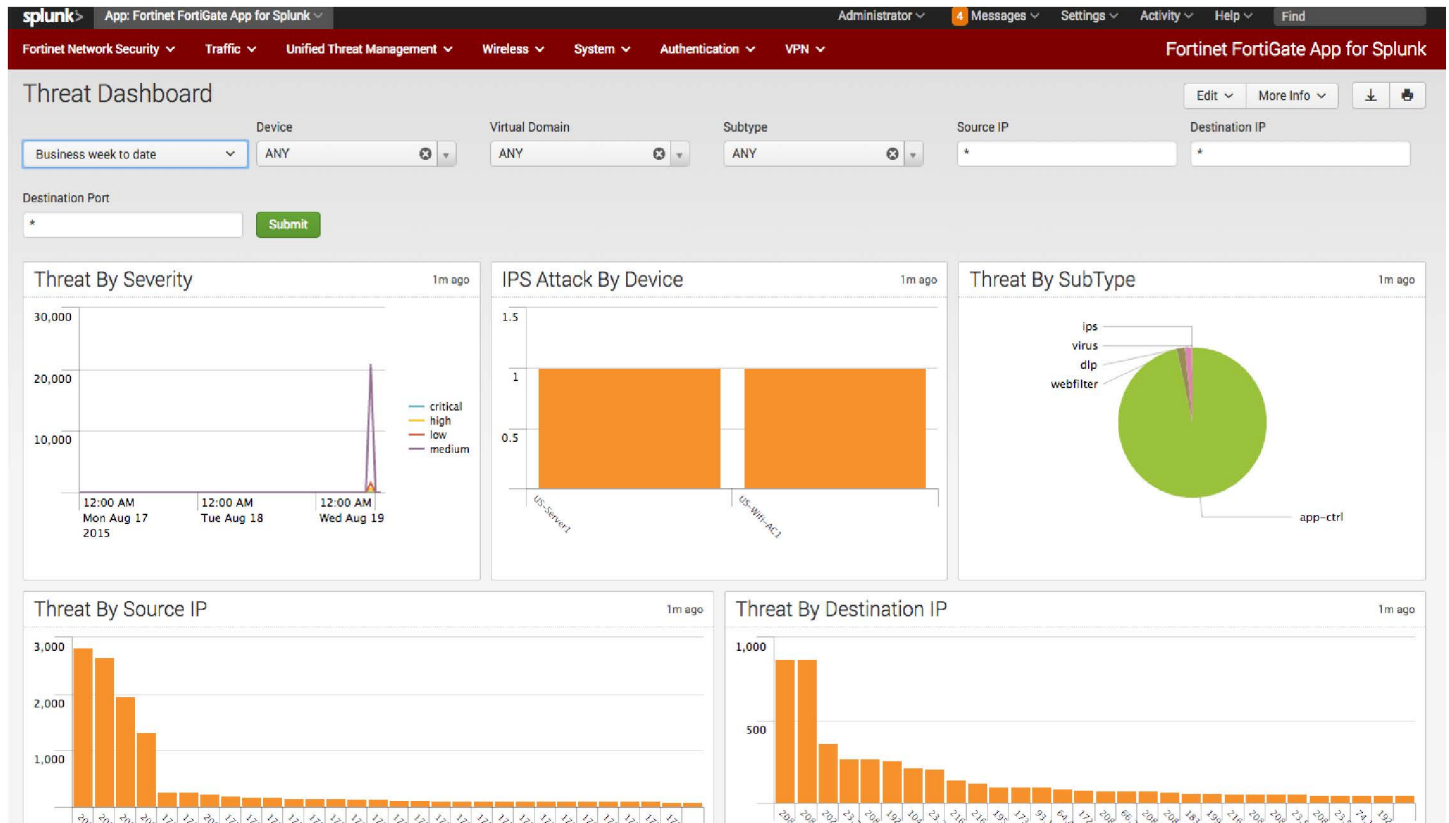 splunk> App: Fortinet FortiGate App for Splunk Administrator 4 Messages Settings Activity Help Find
Fortinet Network Security Traffic Unified Threat Management Wireless System Authentication VPN Fortinet FortiGate App for Splunk
Threat Dashboard
Edit More Info
Device Virtual Domain Subtype Source IP Destination IP
Business week to date ANY ANY ANY * *
Destination Port
* Submit
Threat By Severity 1m ago
30,000
20,000
10,000
critical
high
low
medium
12:00 AM 12:00 AM 12:00 AM
Mon Aug 17 Tue Aug 18 Wed Aug 19
2015
IPS Attack By Device 1m ago
1.5
1
0.5
US-Server1 US-Wifi-AC1
Threat By SubType 1m ago
ips
virus
dlp
webfilter
app-ctrl
Threat By Source IP 1m ago
3,000
2,000
1,000
Threat By Destination IP 1m ago
1,000
500